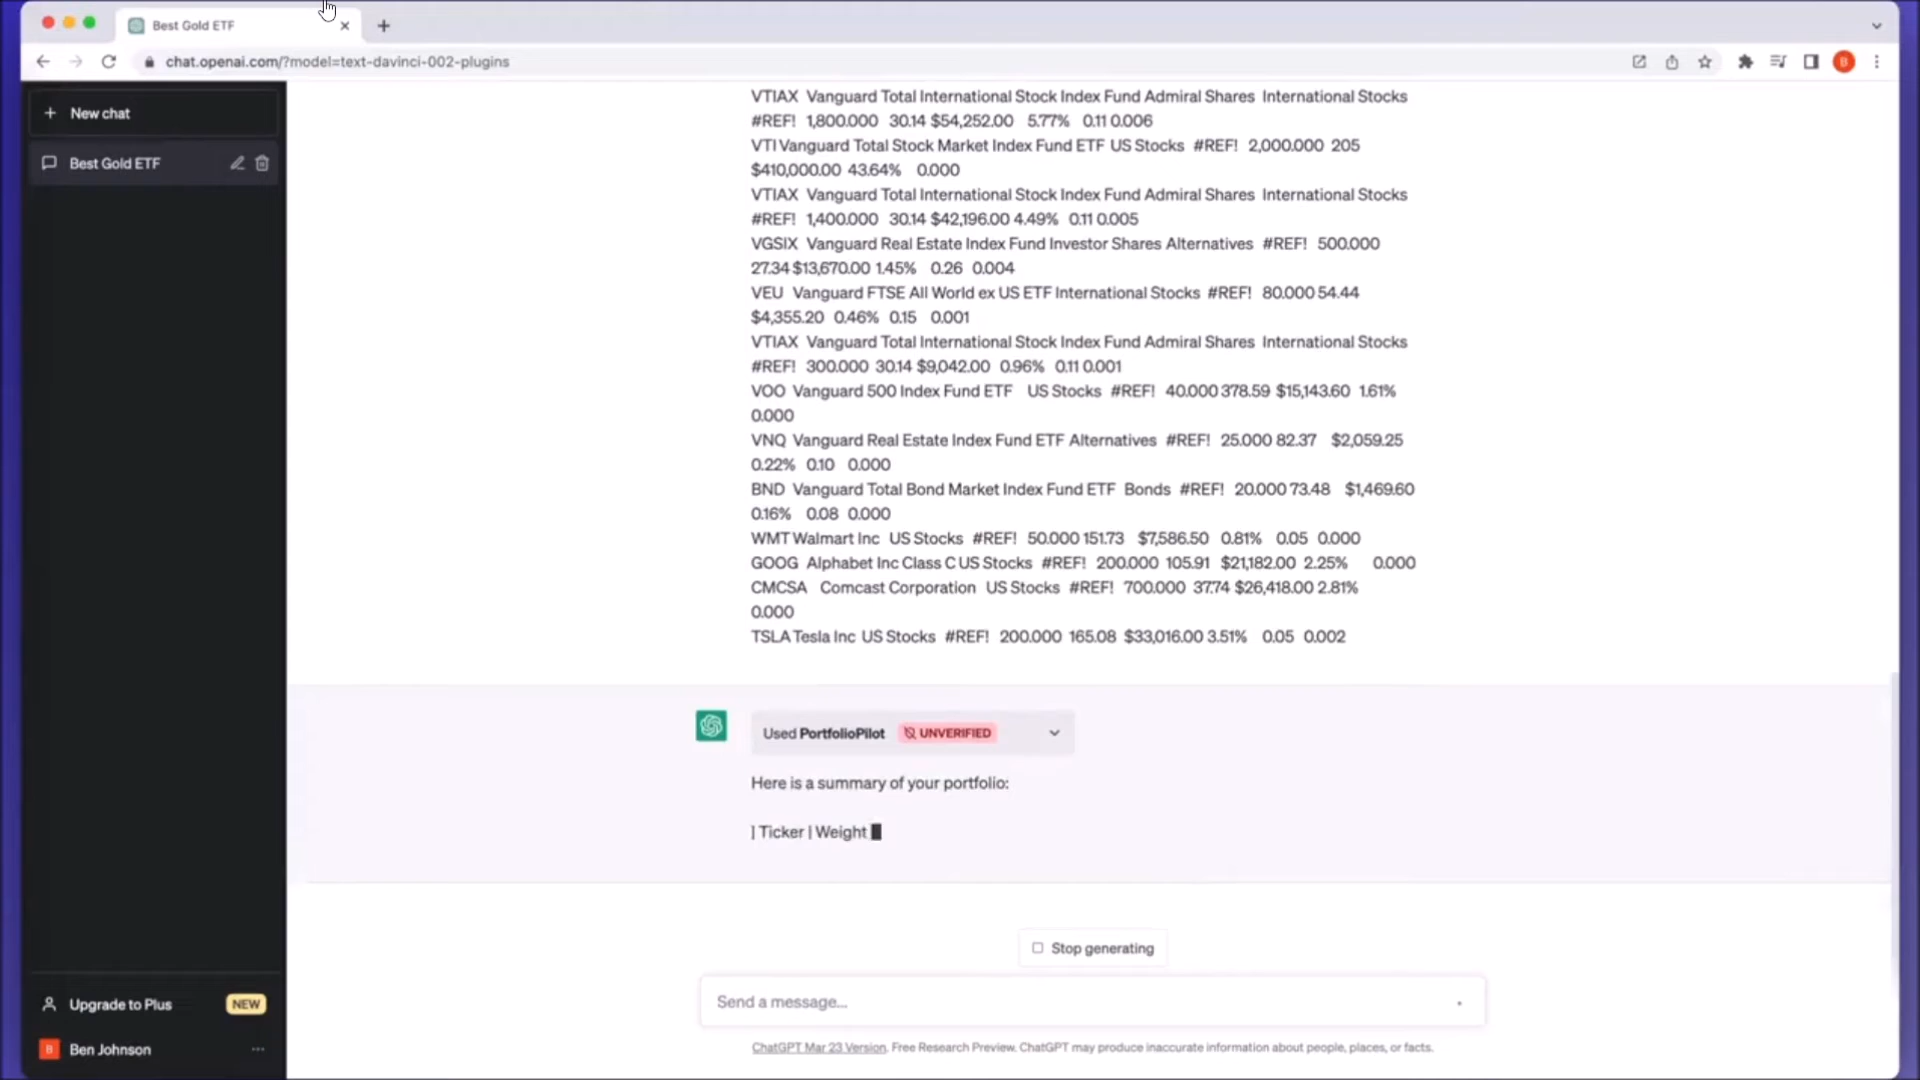 Best Gold ETF
chat.openai.com/?model=text-davinci-002-plugins
B
New chat
Best Gold ETF
VTIAX Vanguard Total International Stock Index Fund Admiral Shares International Stocks
#REF! 1,800.000 30.14 $54,252.00 5.77% 0.11 0.006
VTI Vanguard Total Stock Market Index Fund ETF US Stocks #REF! 2,000.000 205
$410,000.00 43.64% 0.000
VTIAX Vanguard Total International Stock Index Fund Admiral Shares International Stocks
#REF! 1,400.000 30.14 $42,196.00 4.49% 0.11 0.005
VGSIX Vanguard Real Estate Index Fund Investor Shares Alternatives #REF! 500.000
27.34 $13,670.00 1.45% 0.26 0.004
VEU Vanguard FTSE All World ex US ETF International Stocks #REF! 80.000 54.44
$4,355.20 0.46% 0.15 0.001
VTIAX Vanguard Total International Stock Index Fund Admiral Shares International Stocks
#REF! 300.000 30.14 $9,042.00 0.96% 0.11 0.001
VOO Vanguard 500 Index Fund ETF US Stocks #REF! 40.000 378.59 $15,143.60 1.61%
0.000
VNQ Vanguard Real Estate Index Fund ETF Alternatives #REF! 25.000 82.37 $2,059.25
0.22% 0.10 0.000
BND Vanguard Total Bond Market Index Fund ETF Bonds #REF! 20.000 73.48 $1,469.60
0.16% 0.08 0.000
WMT Walmart Inc US Stocks #REF! 50.000 151.73 $7,586.50 0.81% 0.05 0.000
GOOG Alphabet Inc Class C US Stocks #REF! 200.000 105.91 $21,182.00 2.25% 0.000
CMCSA Comcast Corporation US Stocks #REF! 700.000 37.74 $26,418.00 2.81%
0.000
TSLA Tesla Inc US Stocks #REF! 200.000 165.08 $33,016.00 3.51% 0.05 0.002
Used PortfolioPilot UNVERIFIED
Here is a summary of your portfolio:
| Ticker | Weight
Stop generating
Send a message...
ChatGPT Mar 23 Version. Free Research Preview. ChatGPT may produce inaccurate information about people, places, or facts.
Upgrade to Plus NEW
B Ben Johnson